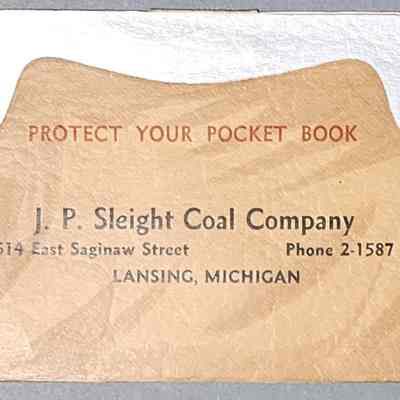 PROTECT YOUR POCKET BOOK
J. P. Sleight Coal Company
514 East Saginaw Street Phone 2-1587
LANSING, MICHIGAN